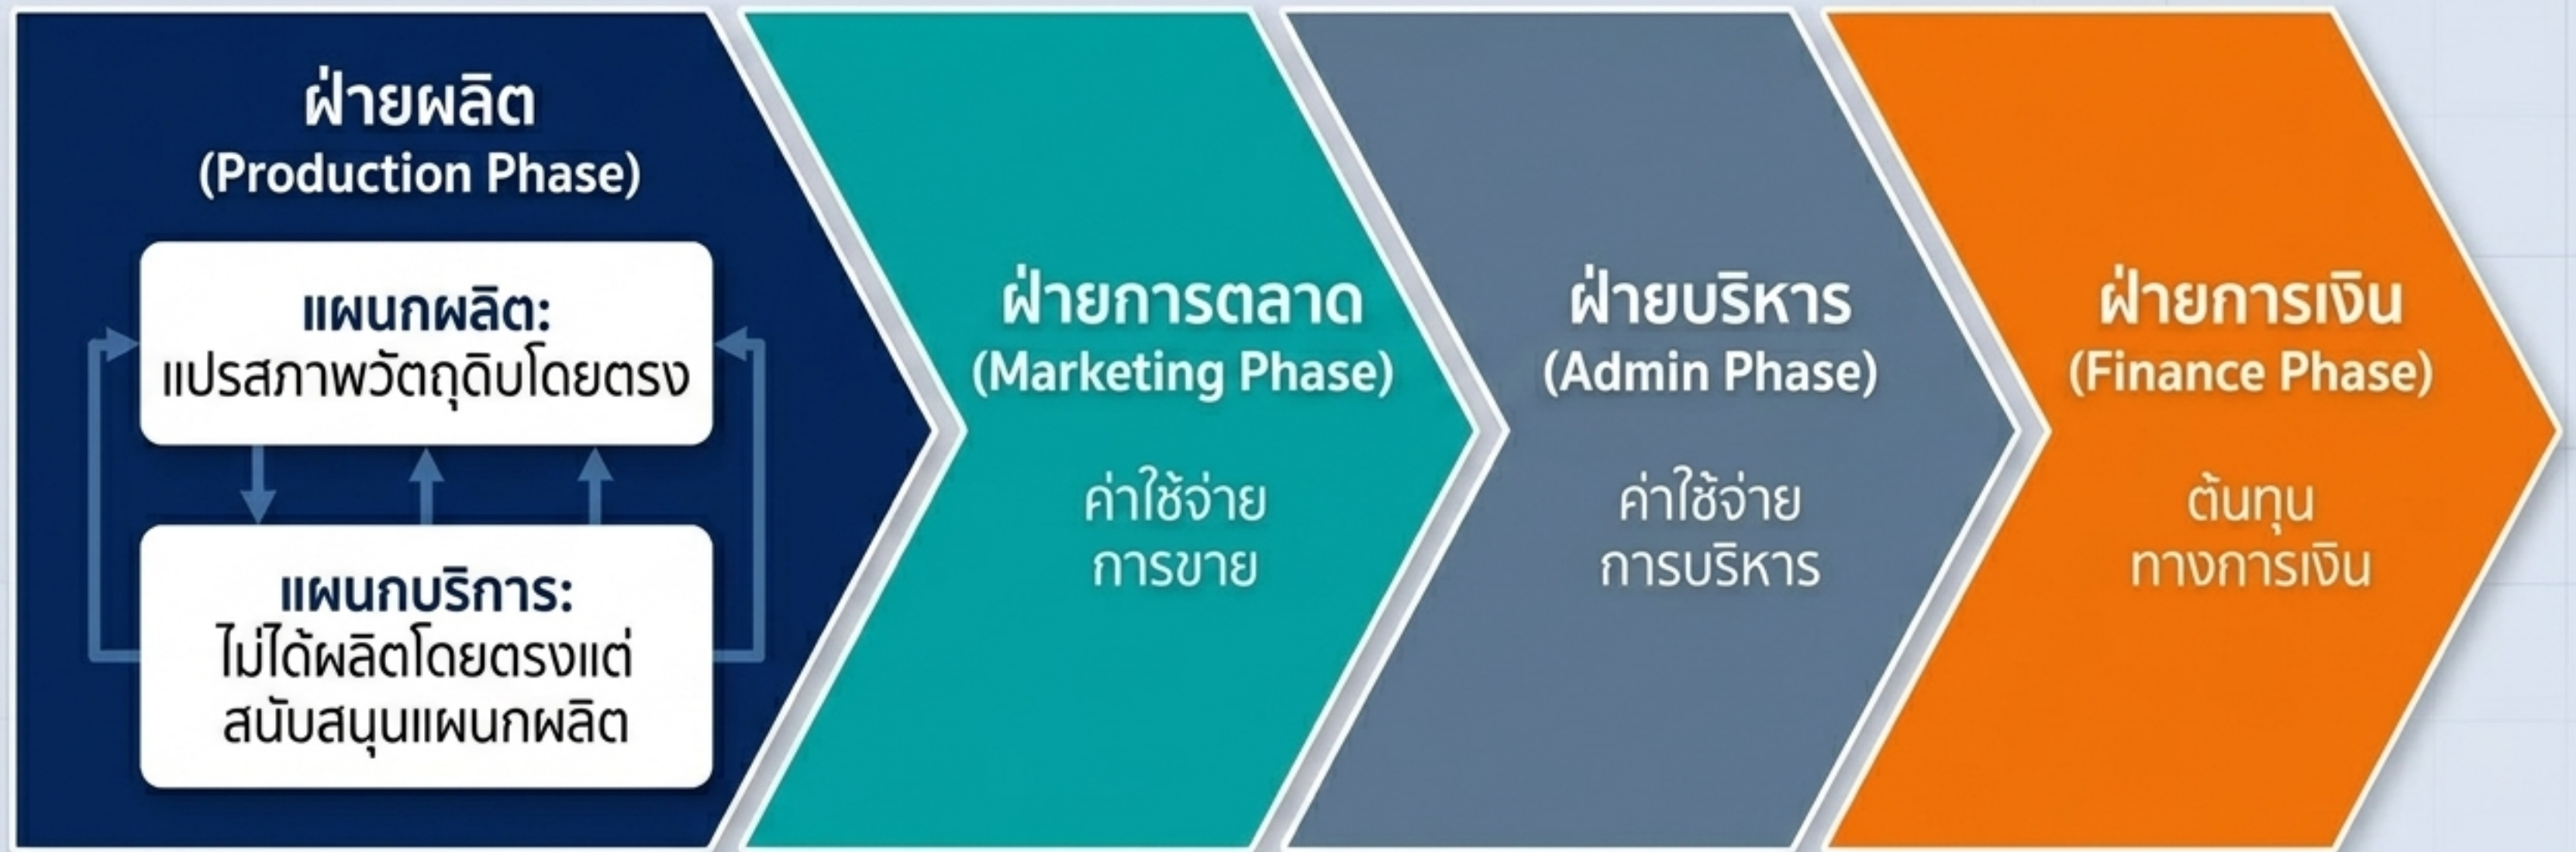 ฝ่ายผลิต
(Production Phase)
แผนกผลิต:
แปรสภาพวัตถุดิบโดยตรง
แผนกบริการ:
ไม่ได้ผลิตโดยตรงแต่
สนับสนุนแผนกผลิต
ฝ่ายการตลาด
(Marketing Phase)
ค่าใช้จ่าย
การขาย
ฝ่ายบริหาร
(Admin Phase)
ค่าใช้จ่าย
การบริหาร
ฝ่ายการเงิน
(Finance Phase)
ต้นทุน
ทางการเงิน